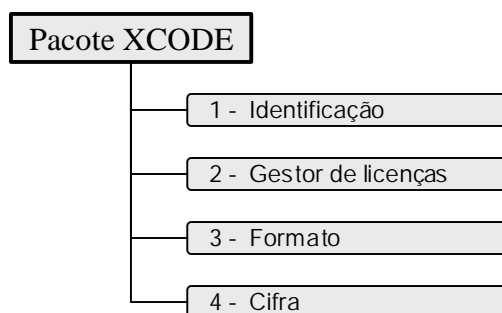 Pacote XCODE
1 - Identificação
2 - Gestor de licenças
3 - Formato
4 - Cifra